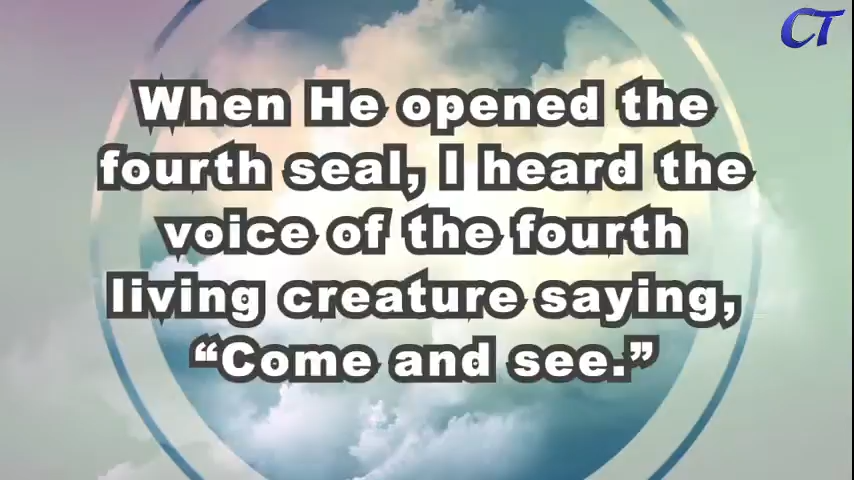 CT
When He opened the
fourth seal, I heard the
voice of the fourth
living creature saying,
“Come and see.”